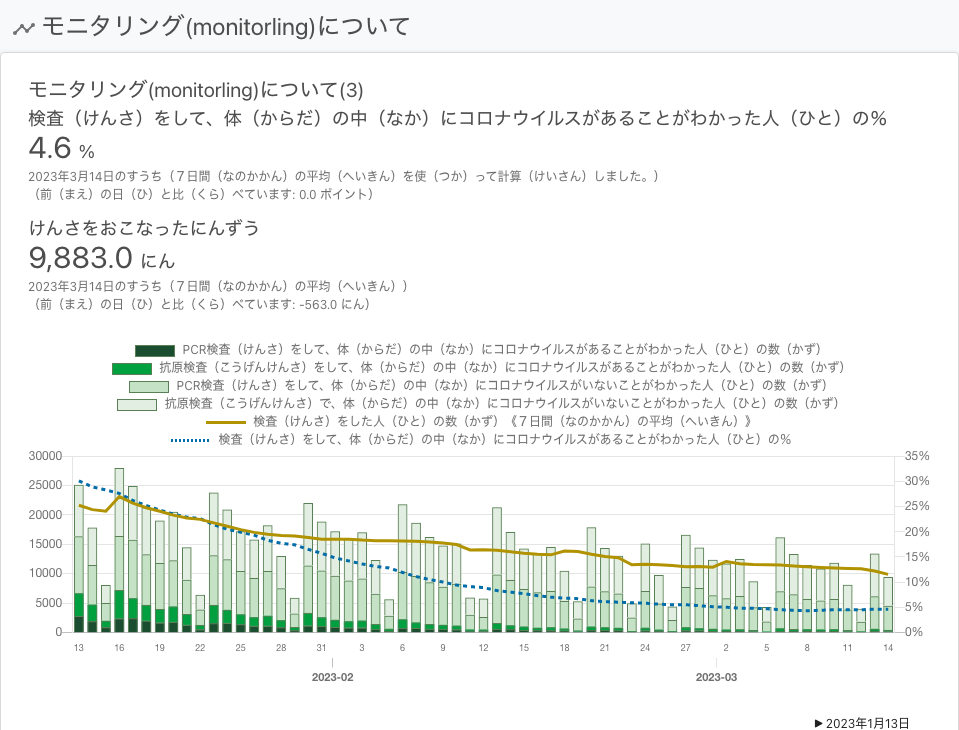 モニタリング(monitorling)について
モニタリング(monitorling)について(3)
検査（けんさ）をして、体（からだ）の中（なか）にコロナウイルスがあることがわかった人（ひと）の%
4.6 %
2023年3月14日のすうち（７日間（なのかかん）の平均（へいきん）を使（つか）って計算（けいさん）しました。）
（前（まえ）の日（ひ）と比（くら）べています: 0.0 ポイント）
けんさをおこなったにんずう
9,883.0 にん
2023年3月14日のすうち（７日間（なのかかん）の平均（へいきん））
（前（まえ）の日（ひ）と比（くら）べています: -563.0 にん）
PCR検査（けんさ）をして、体（からだ）の中（なか）にコロナウイルスがあることがわかった人（ひと）の数（かず）
抗原検査（こうげんけんさ）をして、体（からだ）の中（なか）にコロナウイルスがあることがわかった人（ひと）の数（かず）
PCR検査（けんさ）をして、体（からだ）の中（なか）にコロナウイルスがいないことがわかった人（ひと）の数（かず）
抗原検査（こうげんけんさ）で、体（からだ）の中（なか）にコロナウイルスがいないことがわかった人（ひと）の数（かず）
検査（けんさ）をした人（ひと）の数（かず）《７日間（なのかかん）の平均（へいきん）》
検査（けんさ）をして、体（からだ）の中（なか）にコロナウイルスがあることがわかった人（ひと）の%
30000 35%
25000 30%
20000 25%
20%
15000 15%
10000 10%
5000 5%
0 0%
13 16 19 22 25 28 31 3 6 9 12 15 18 21 24 27 2 5 8 11 14
2023-02 2023-03
▶ 2023年1月13日